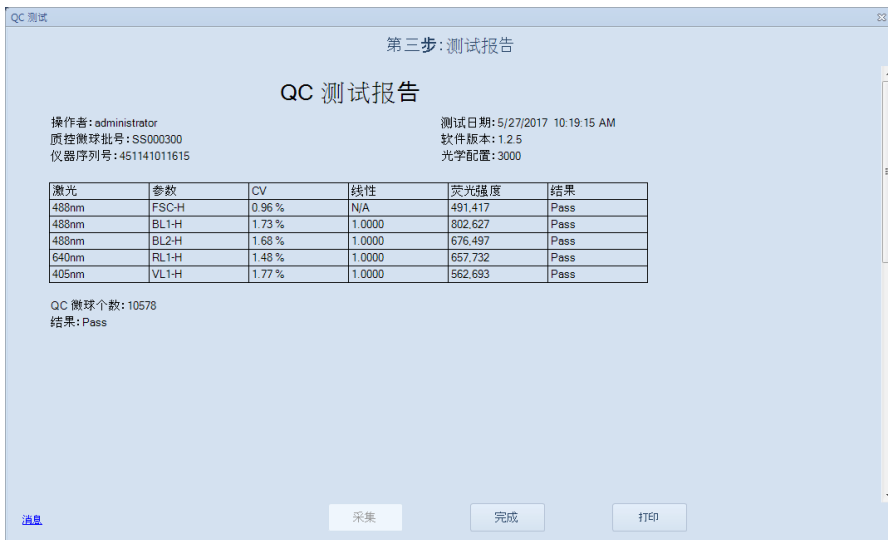 QC 测试
第三步:测试报告
QC 测试报告
操作者: administrator
测试日期: 5/27/2017 10:19:15 AM
质控微球批号: SS000300
软件版本: 1.2.5
仪器序列号: 451141011615
光学配置: 3000
激光 参数 CV 线性 荧光强度 结果
488nm FSC-H 0.96 % N/A 491,417 Pass
488nm BL1-H 1.73 % 1.0000 802,627 Pass
488nm BL2-H 1.68 % 1.0000 676,497 Pass
640nm RL1-H 1.48 % 1.0000 657,732 Pass
405nm VL1-H 1.77 % 1.0000 562,693 Pass
QC 微球个数: 10578
结果: Pass
消息 采集 完成 打印